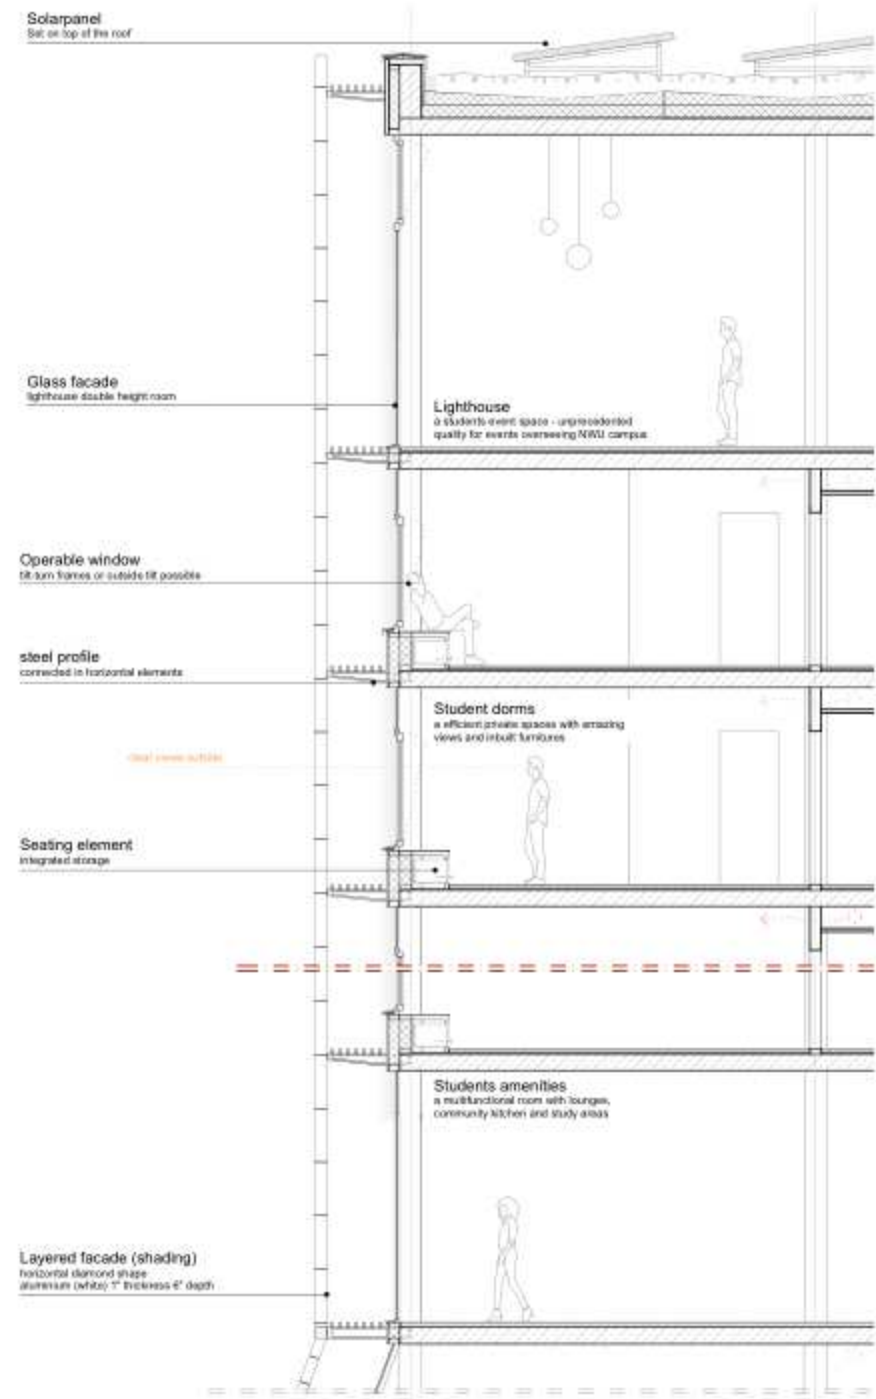 Solarpanel
Set on top of the roof
Glass facade
lighthouse double height room
Lighthouse
a students event space - unprecedented
quality for events overseeing NWU campus
Operable window
tilt-turn frames or outside tilt possible
steel profile
connected in horizontal elements
Student dorms
a efficient private spaces with amazing
views and inbuilt furnitures
Seating element
integrated storage
Students amenities
a multifunctional room with lounges,
community kitchen and study areas
Layered facade (shading)
horizontal diamond shape
aluminium (white) 1" thickness 6" depth